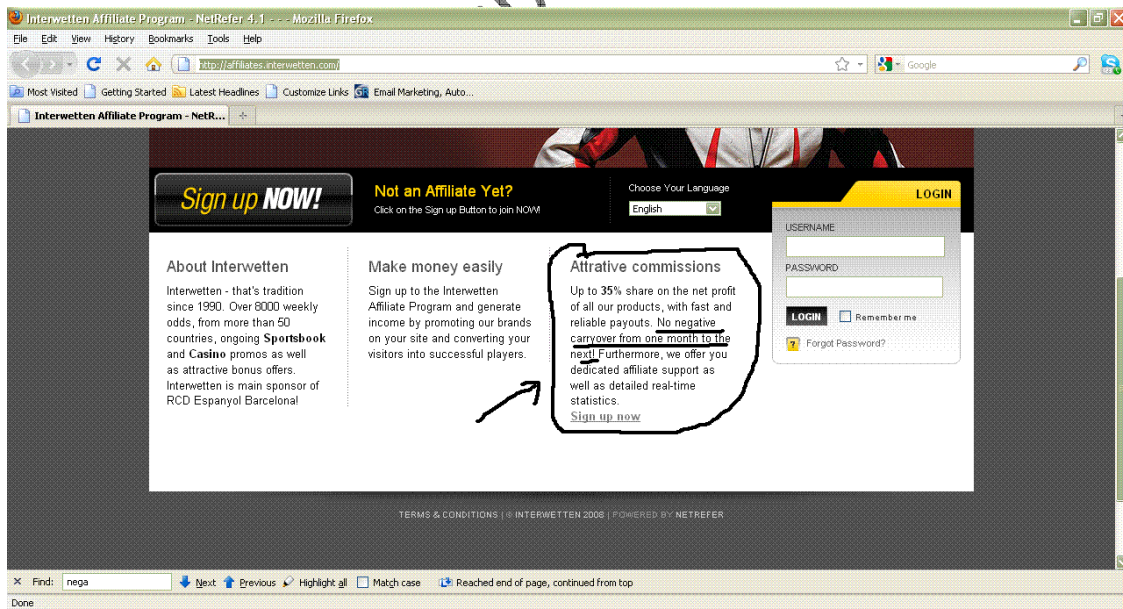 Interwetten Affiliate Program - NetRefer 4.1 - - - Mozilla Firefox
File Edit View History Bookmarks Tools Help
http://affiliates.interwetten.com/
Google
Most Visited Getting Started Latest Headlines Customize Links GR Email Marketing, Auto...
Interwetten Affiliate Program - NetR...
Sign up NOW!
Not an Affiliate Yet?
Click on the Sign up Button to join NOW!
Choose Your Language
English
LOGIN
USERNAME
PASSWORD
LOGIN Remember me
? Forgot Password?
About Interwetten
Interwetten - that's tradition
since 1990. Over 8000 weekly
odds, from more than 50
countries, ongoing Sportsbook
and Casino promos as well
as attractive bonus offers.
Interwetten is main sponsor of
RCD Espanyol Barcelona!
Make money easily
Sign up to the Interwetten
Affiliate Program and generate
income by promoting our brands
on your site and converting your
visitors into successful players.
Attrative commissions
Up to 35% share on the net profit
of all our products, with fast and
reliable payouts. No negative
carryover from one month to the
next! Furthermore, we offer you
dedicated affiliate support as
well as detailed real-time
statistics.
Sign up now
TERMS & CONDITIONS | © INTERWETTEN 2008 | POWERED BY NETREFER
Find: nega Next Previous Highlight all Match case Reached end of page, continued from top
Done